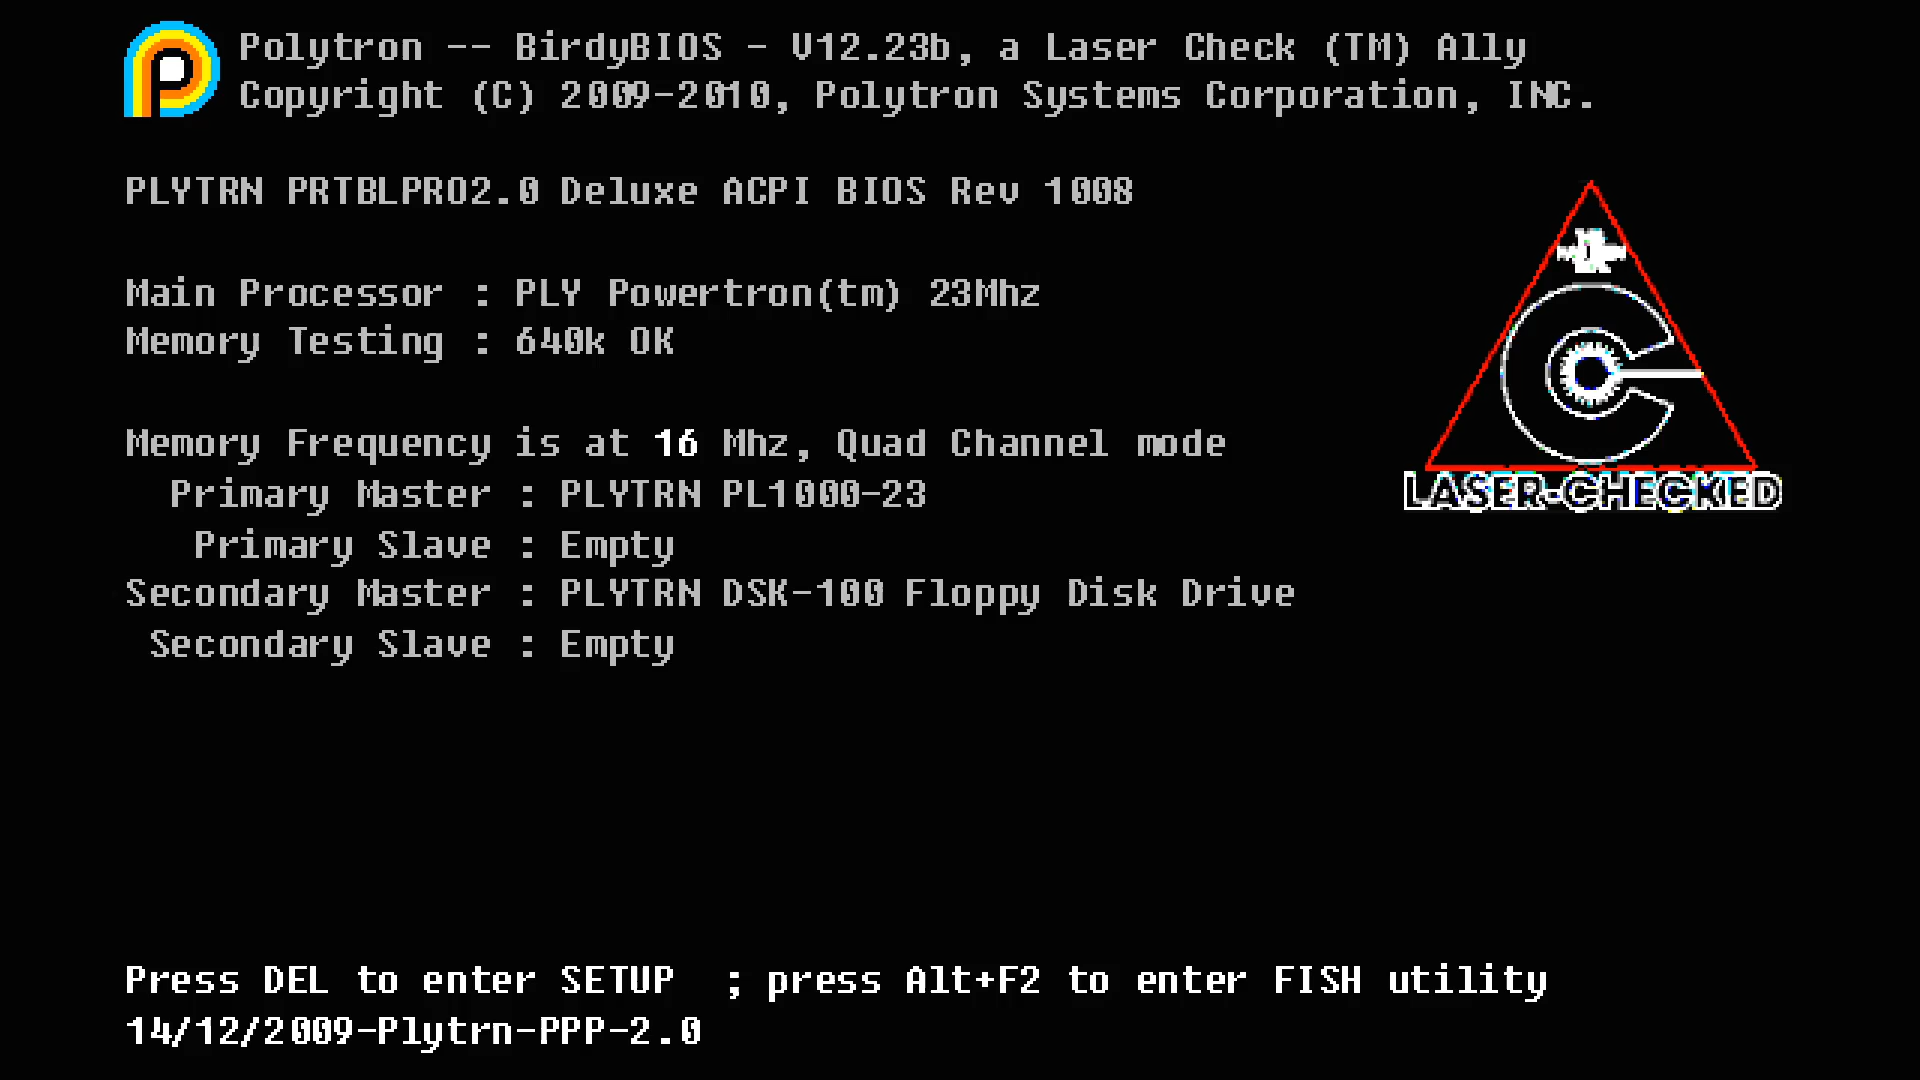 Polytron -- BirdyBIOS - V12.23b, a Laser Check (TM) Ally
Copyright (C) 2009-2010, Polytron Systems Corporation, INC.
PLYTRN PRTBLPRO2.0 Deluxe ACPI BIOS Rev 1008
Main Processor : PLY Powertron(tm) 23Mhz
Memory Testing : 640k OK
Memory Frequency is at 16 Mhz, Quad Channel mode
Primary Master : PLYTRN PL1000-23
Primary Slave : Empty
Secondary Master : PLYTRN DSK-100 Floppy Disk Drive
Secondary Slave : Empty
LASER-CHECKED
Press DEL to enter SETUP ; press Alt+F2 to enter FISH utility
14/12/2009-Plytrn-PPP-2.0